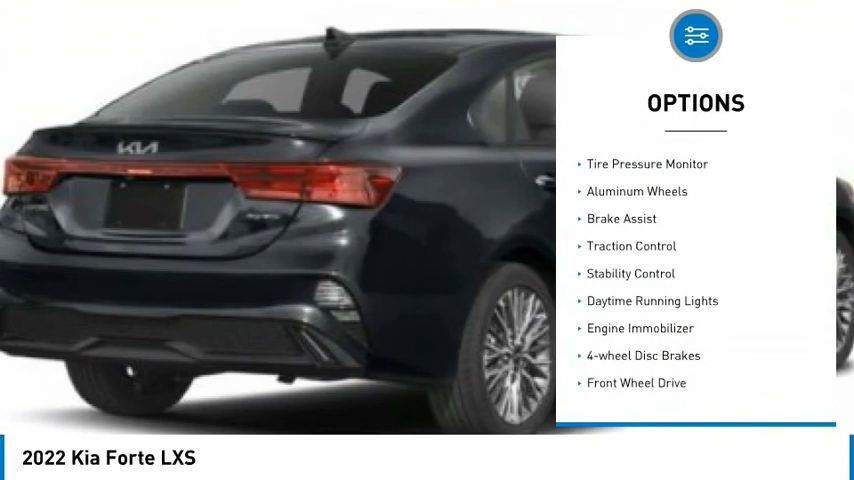 OPTIONS
Tire Pressure Monitor
Aluminum Wheels
Brake Assist
Traction Control
Stability Control
Daytime Running Lights
Engine Immobilizer
4-wheel Disc Brakes
Front Wheel Drive
KIA
2022 Kia Forte LXS